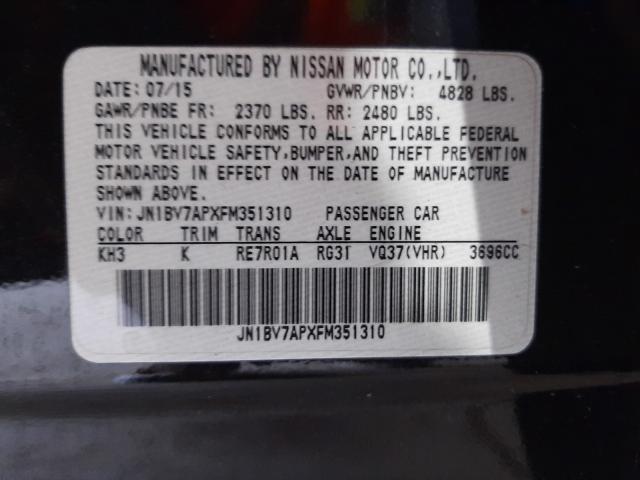 MANUFACTURED BY NISSAN MOTOR CO.,LTD.
DATE: 07/15 GVWR/PNBV: 4828 LBS.
GAWR/PNBE FR: 2370 LBS. RR: 2480 LBS.
THIS VEHICLE CONFORMS TO ALL APPLICABLE FEDERAL
MOTOR VEHICLE SAFETY,BUMPER,AND THEFT PREVENTION
STANDARDS IN EFFECT ON THE DATE OF MANUFACTURE
SHOWN ABOVE.
VIN: JN1BV7APXFM351310 PASSENGER CAR
COLOR TRIM TRANS AXLE ENGINE
KH3 K RE7R01A RG31 VQ37(VHR) 3696CC
JN1BV7APXFM351310